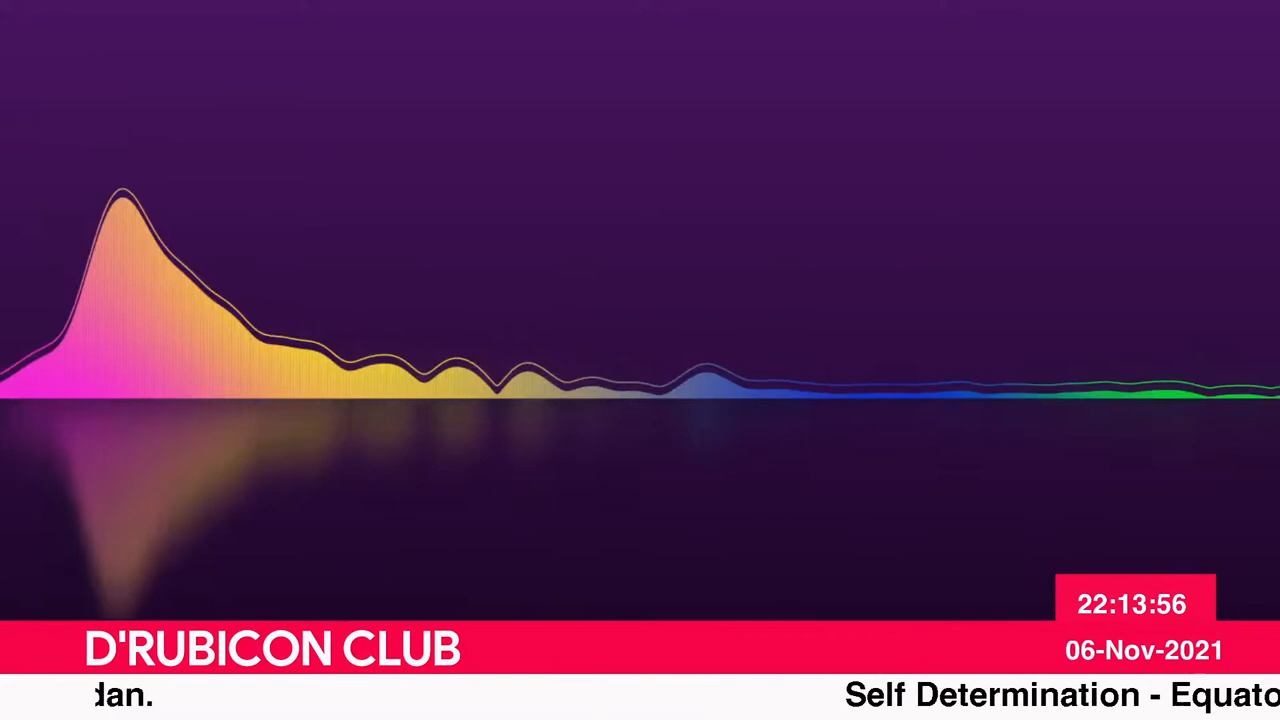 22:13:56
D'RUBICON CLUB
06-Nov-2021
dan.
Self Determination - Equato